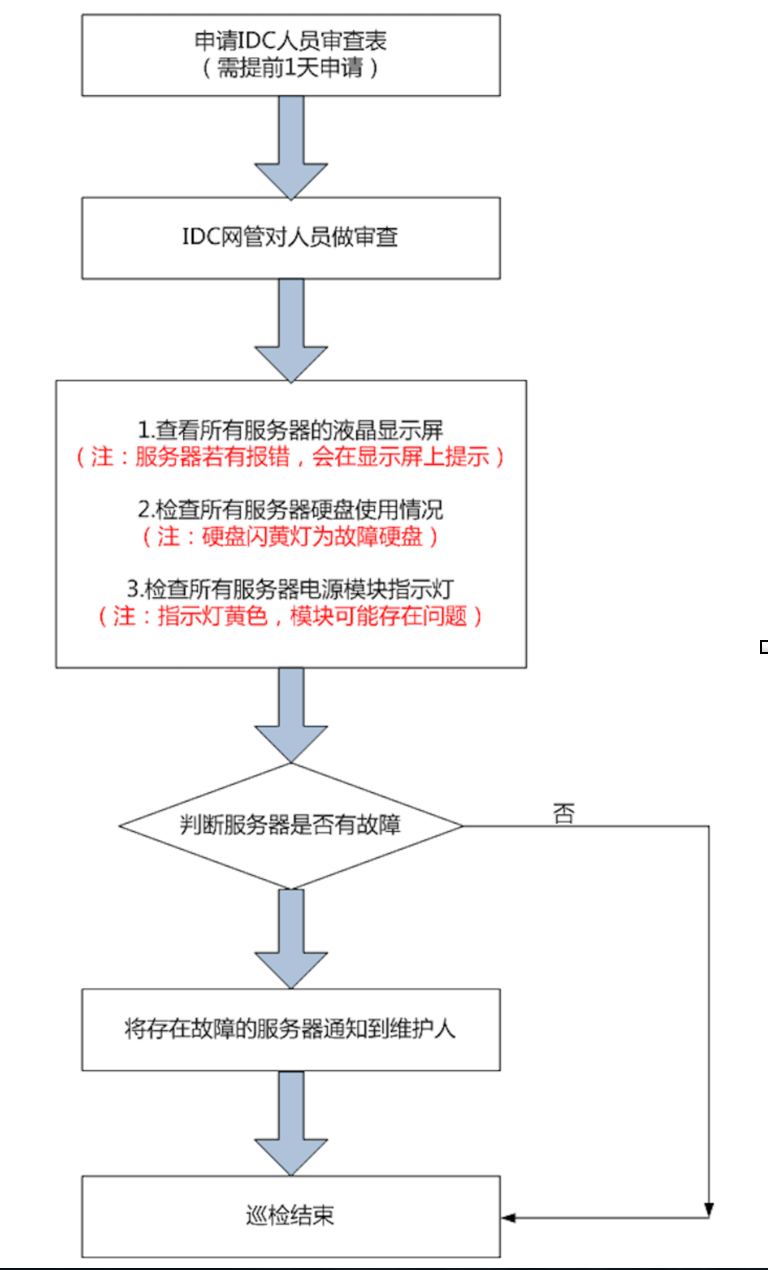 申请IDC人员审查表
（需提前1天申请）
IDC网管对人员做审查
1.查看所有服务器的液晶显示屏
（注：服务器若有报错，会在显示屏上提示）
2.检查所有服务器硬盘使用情况
（注：硬盘闪黄灯为故障硬盘）
3.检查所有服务器电源模块指示灯
（注：指示灯黄色，模块可能存在问题）
判断服务器是否有故障
否
将存在故障的服务器通知到维护人
巡检结束